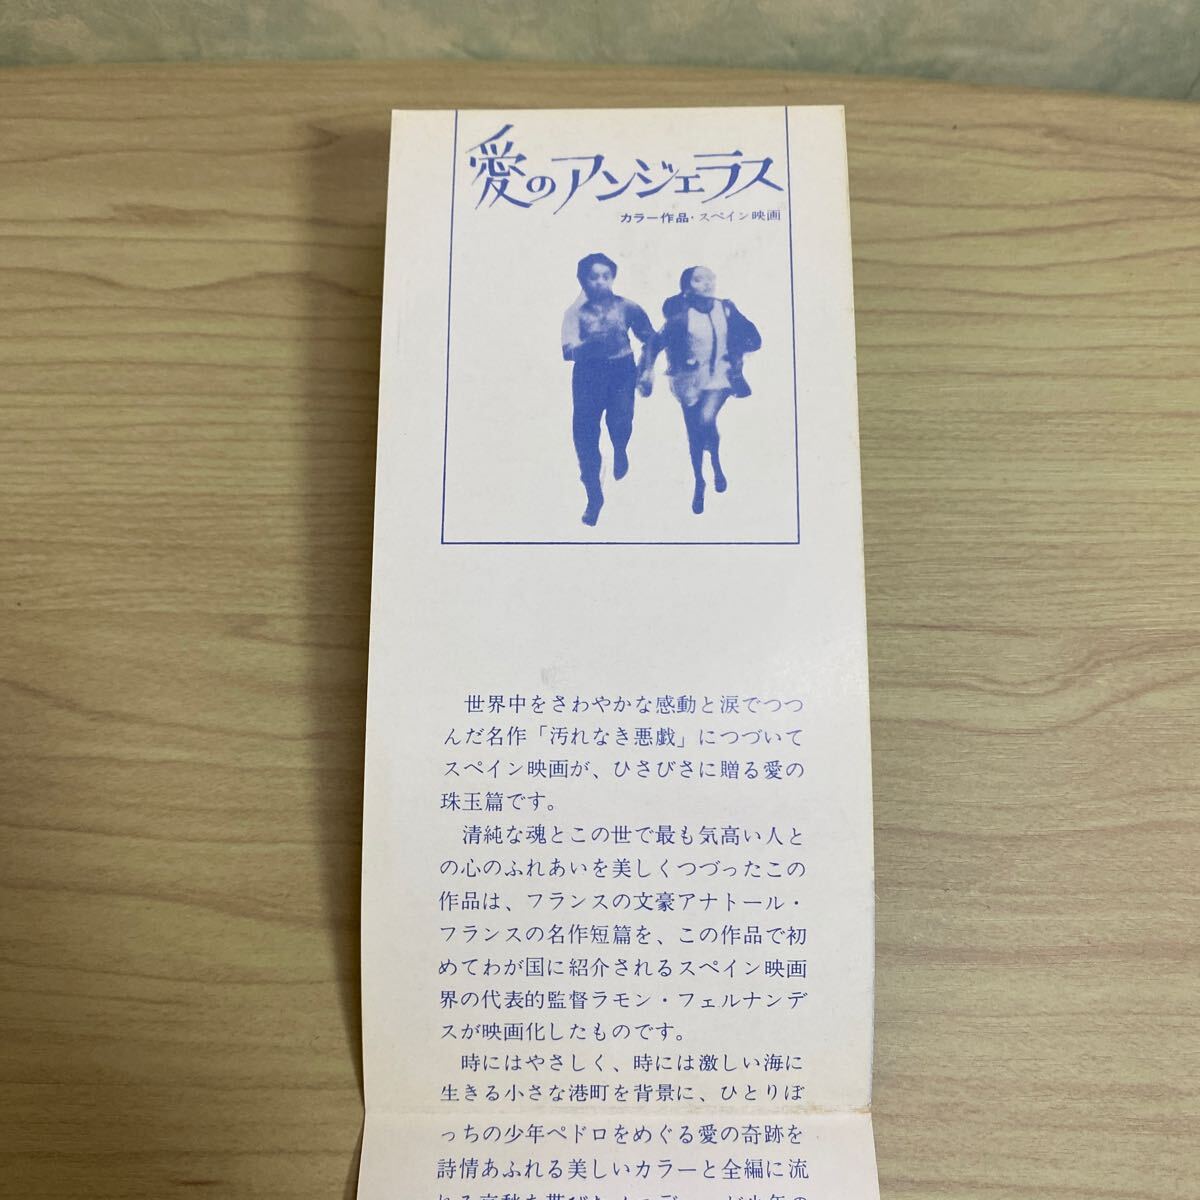 愛のアンジェラス
カラー作品・スペイン映画
世界中をさわやかな感動と涙でつつ
んだ名作「汚れなき悪戯」につづいて
スペイン映画が、ひさびさに贈る愛の
珠玉篇です。
清純な魂とこの世で最も気高い人と
の心のふれあいを美しくつづったこの
作品は、フランスの文豪アナトール・
フランスの名作短篇を、この作品で初
めてわが国に紹介されるスペイン映画
界の代表的監督ラモン・フェルナンデ
スが映画化したものです。
時にはやさしく、時には激しい海に
生きる小さな港町を背景に、ひとりぼ
っちの少年ペドロをめぐる愛の奇跡を
詩情あふれる美しいカラーと全編に流